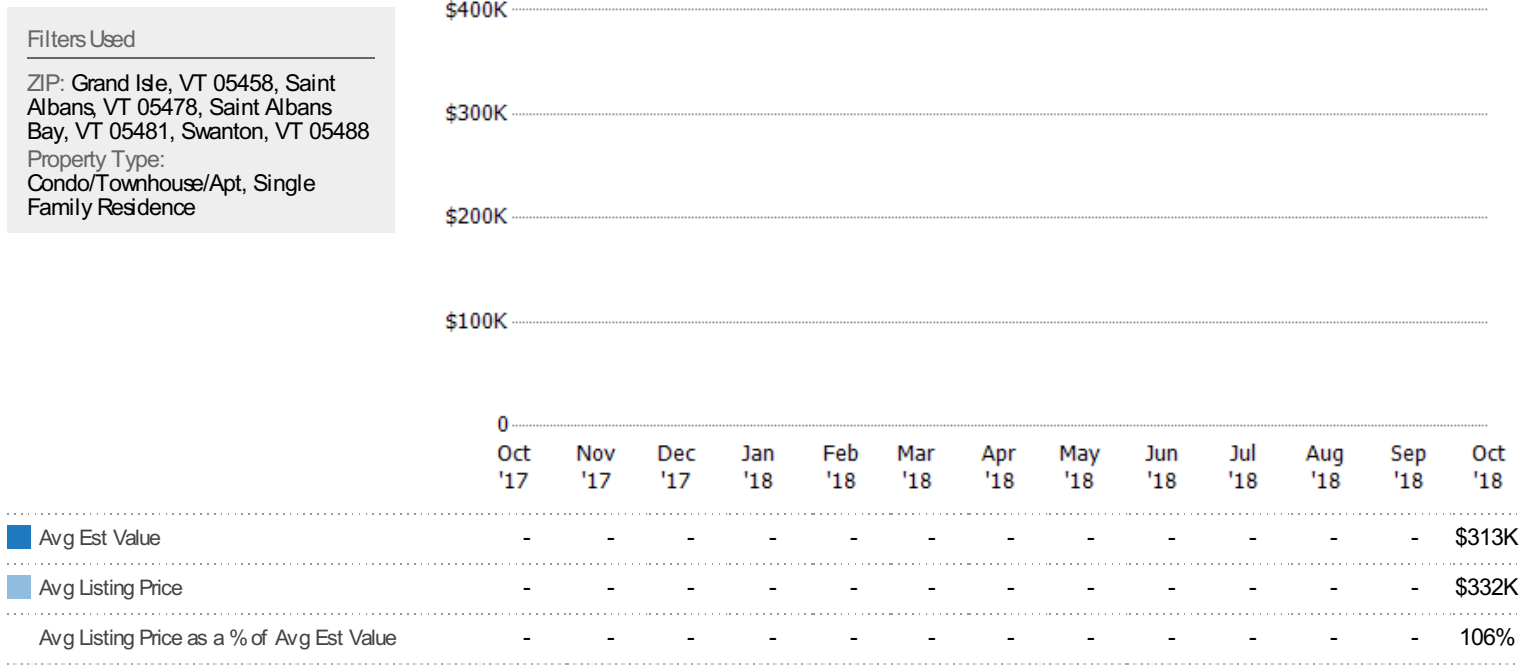 Filters Used
ZIP: Grand Isle, VT 05458, Saint
Albans, VT 05478, Saint Albans
Bay, VT 05481, Swanton, VT 05488
Property Type:
Condo/Townhouse/Apt, Single
Family Residence
$400K
$300K
$200K
$100K
0
Oct Nov Dec Jan Feb Mar Apr May Jun Jul Aug Sep Oct
'17 '17 '17 '18 '18 '18 '18 '18 '18 '18 '18 '18 '18
Avg Est Value - - - - - - - - - - - - $313K
Avg Listing Price - - - - - - - - - - - - $332K
Avg Listing Price as a % of Avg Est Value - - - - - - - - - - - - 106%